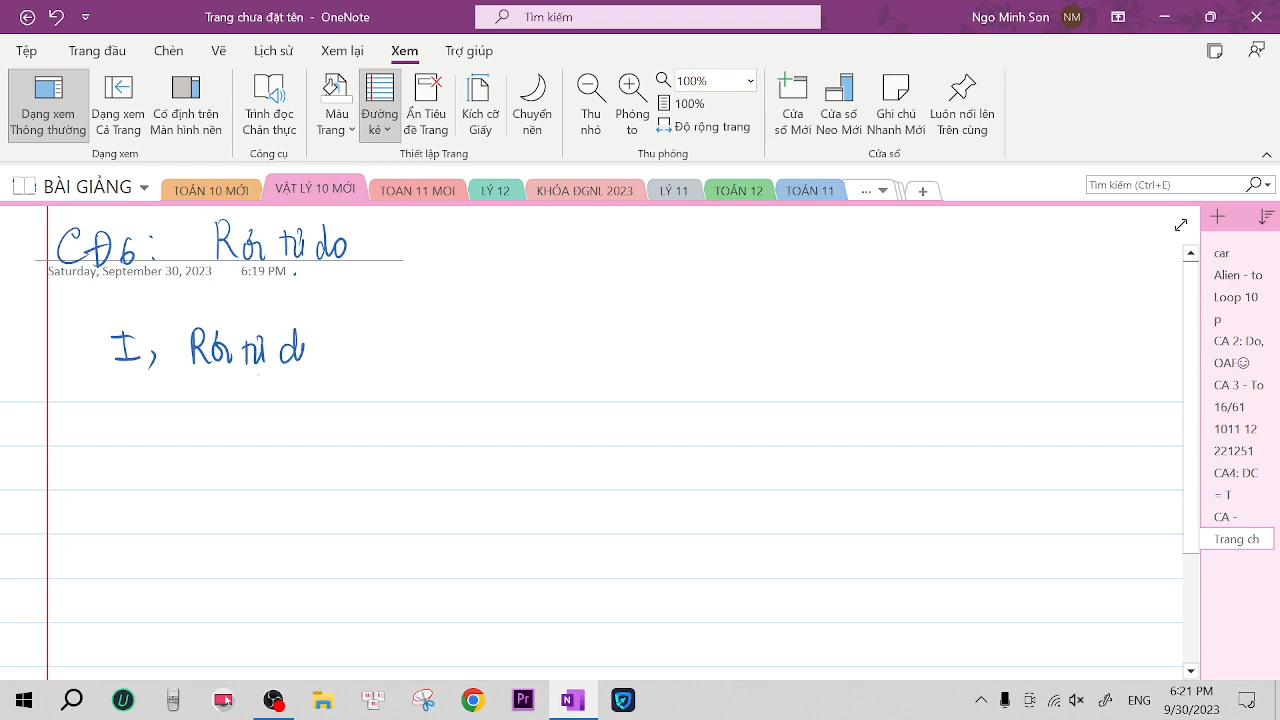 Trang chưa đặt tên - OneNote
Tìm kiếm
Ngo Minh Son NM
Tệp Trang đầu Chèn Vẽ Lịch sử Xem lại Xem Trợ giúp
Dạng xem Thông thường
Dạng xem Cả Trang
Cố định trên Màn hình nền
Dạng xem
Trình đọc Chân thực
Công cụ
Màu Trang
Đường kẻ
Ẩn Tiêu đề Trang
Kích cỡ Giấy
Chuyển nền
Thiết lập Trang
Thu nhỏ
Phóng to
100%
100%
Độ rộng trang
Thu phóng
Cửa số Mới
Cửa số Neo Mới
Ghi chú Nhanh Mới
Luôn nổi lên Trên cùng
Cửa sổ
BÀI GIẢNG
TOÁN 10 MỚI
VẬT LÝ 10 MỚI
TOAN 11 MOI
LÝ 12
KHÓA ĐGNL 2023
LÝ 11
TOÁN 12
TOÁN 11
...
Tìm kiếm (Ctrl+E)
CĐ6: Rơi tự do
Saturday, September 30, 2023 6:19 PM
I, Rơi tự d
car
Alien - to
Loop 10
p
CA 2: Do,
OAF☺
CA 3 - To
16/61
1011 12
221251
CA4: DC
= T
CA -
Trang ch
Pr
N
ENG
6:21 PM
9/30/2023